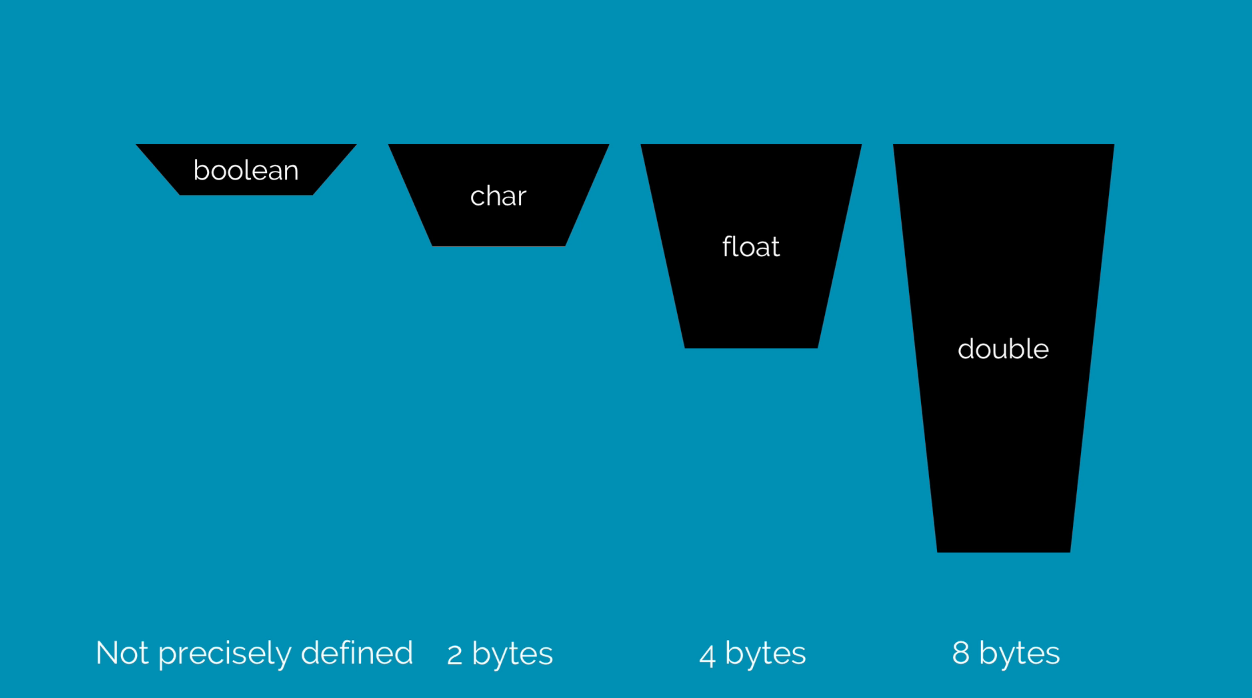 boolean
char
float
double
Not precisely defined
2 bytes
4 bytes
8 bytes